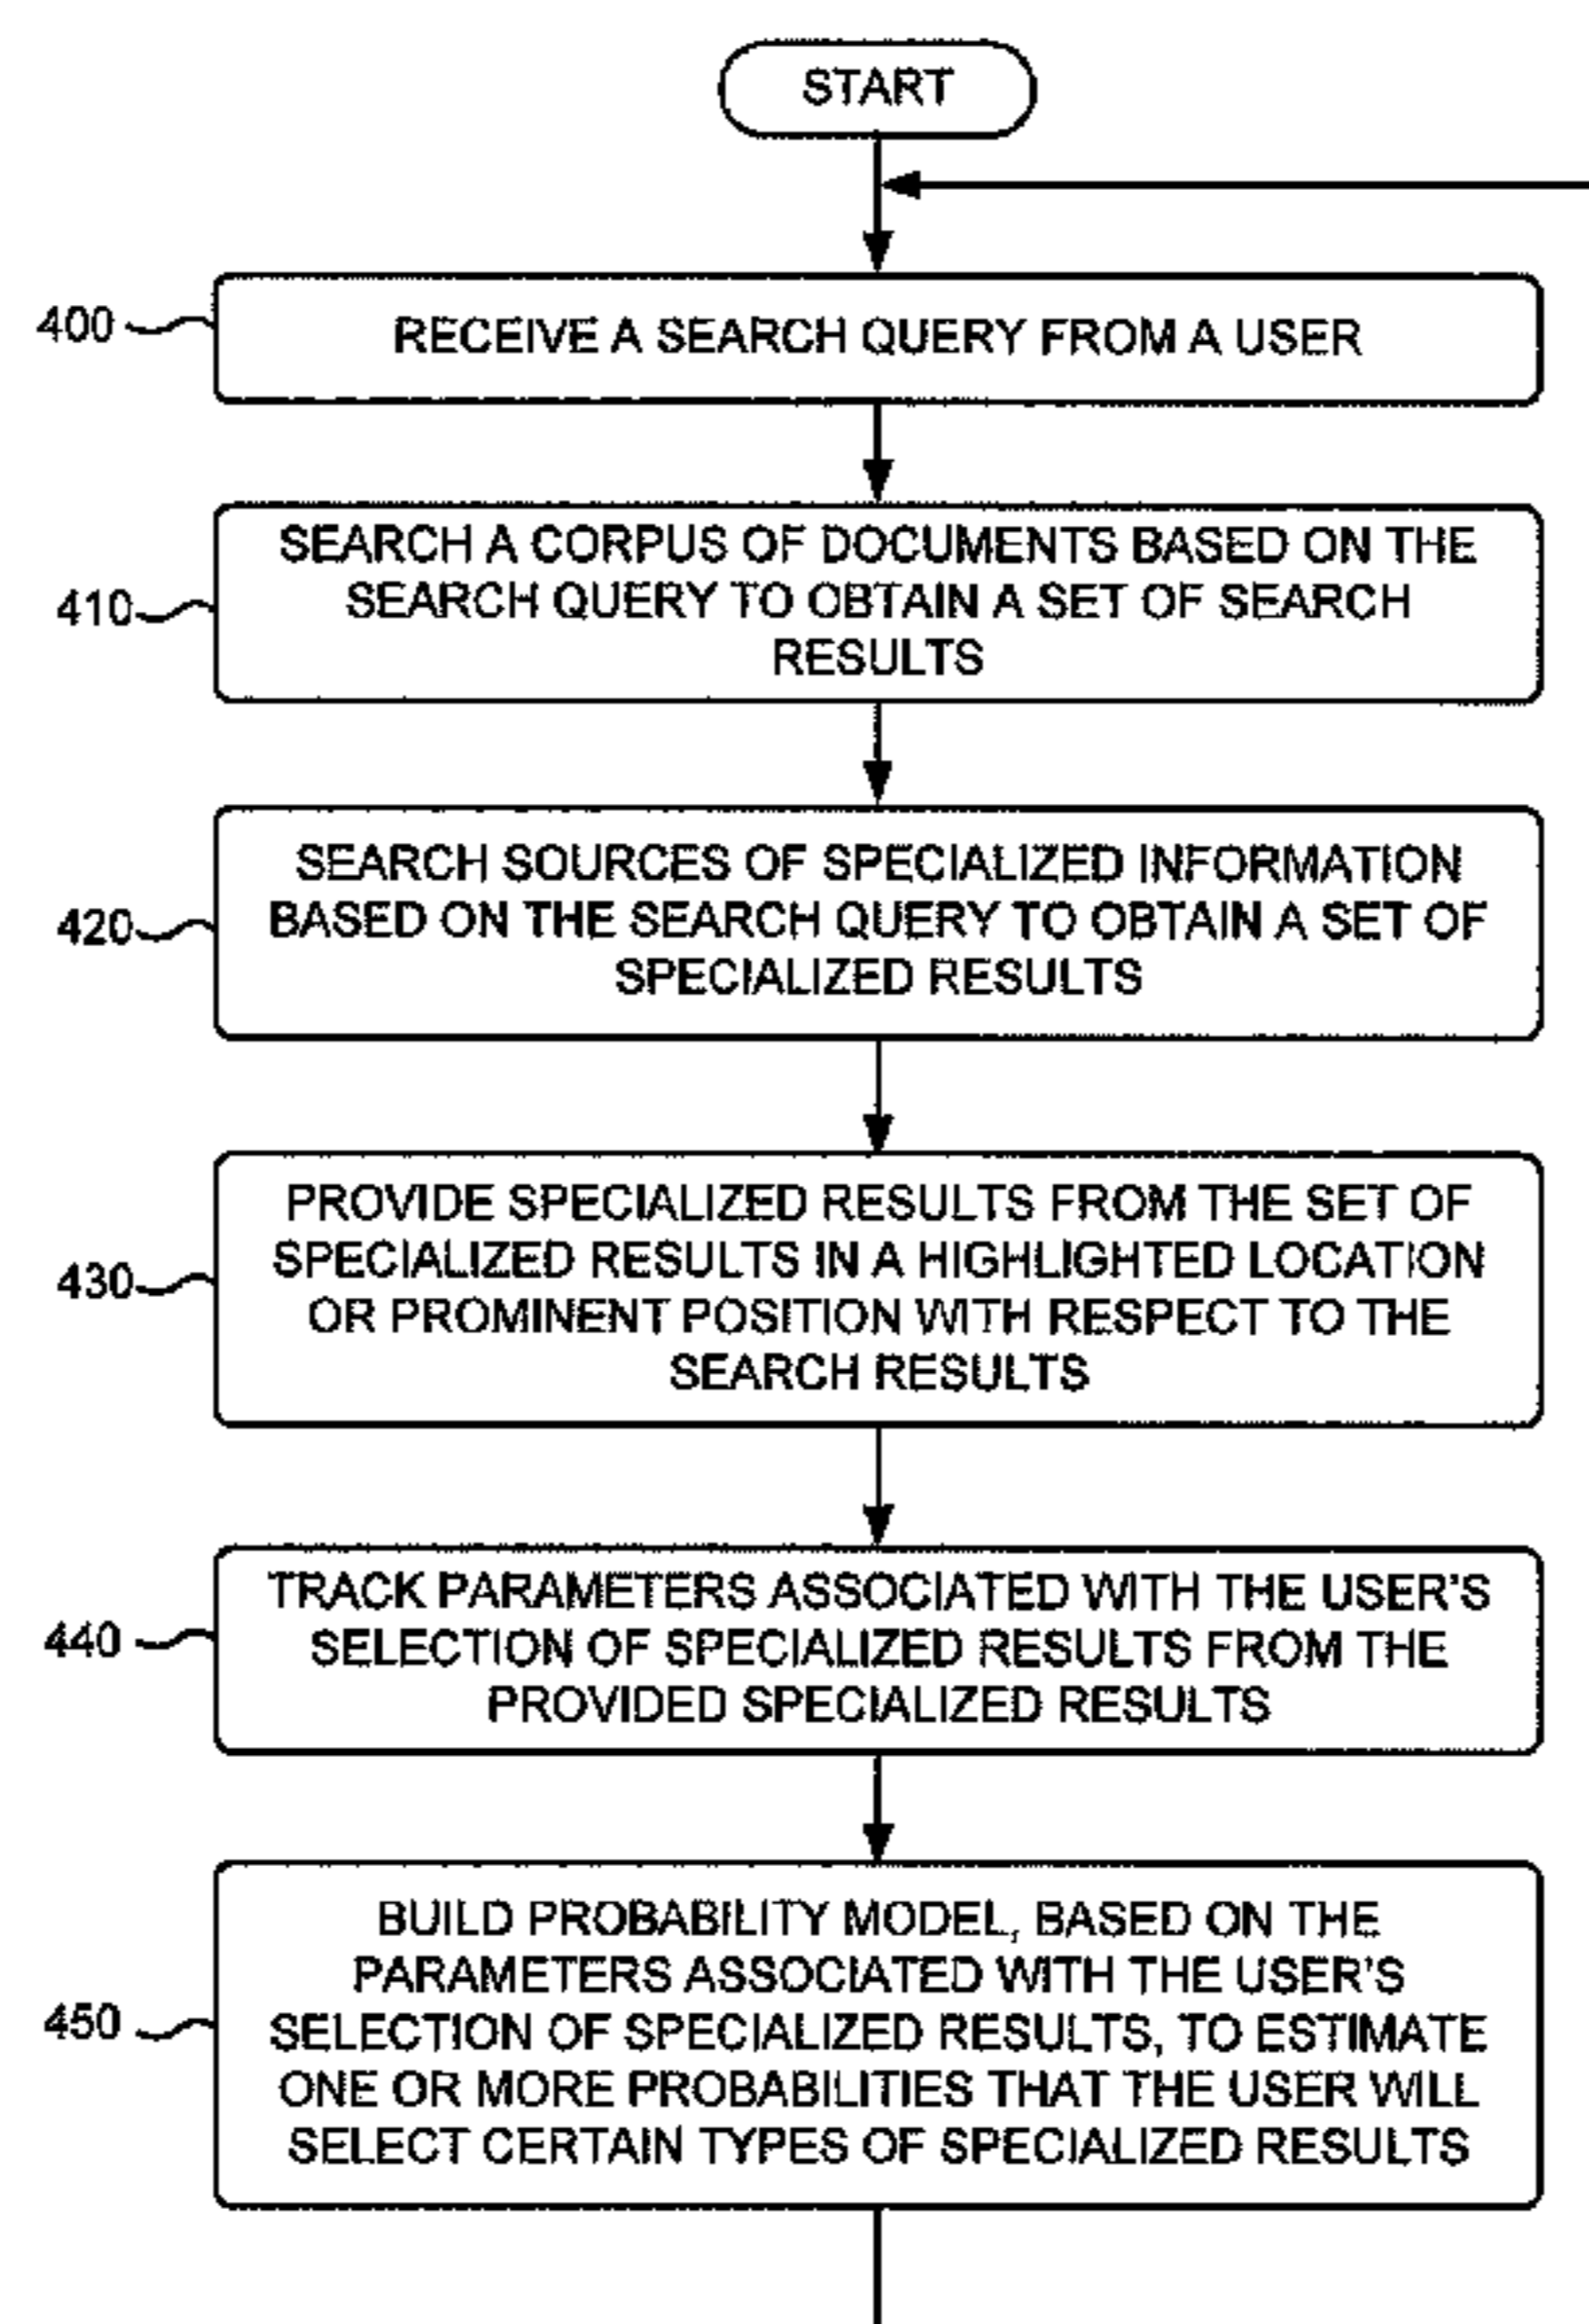 START
400
RECEIVE A SEARCH QUERY FROM A USER
410
SEARCH A CORPUS OF DOCUMENTS BASED ON THE
SEARCH QUERY TO OBTAIN A SET OF SEARCH
RESULTS
420
SEARCH SOURCES OF SPECIALIZED INFORMATION
BASED ON THE SEARCH QUERY TO OBTAIN A SET OF
SPECIALIZED RESULTS
430
PROVIDE SPECIALIZED RESULTS FROM THE SET OF
SPECIALIZED RESULTS IN A HIGHLIGHTED LOCATION
OR PROMINENT POSITION WITH RESPECT TO THE
SEARCH RESULTS
440
TRACK PARAMETERS ASSOCIATED WITH THE USER'S
SELECTION OF SPECIALIZED RESULTS FROM THE
PROVIDED SPECIALIZED RESULTS
450
BUILD PROBABILITY MODEL, BASED ON THE
PARAMETERS ASSOCIATED WITH THE USER'S
SELECTION OF SPECIALIZED RESULTS, TO ESTIMATE
ONE OR MORE PROBABILITIES THAT THE USER WILL
SELECT CERTAIN TYPES OF SPECIALIZED RESULTS